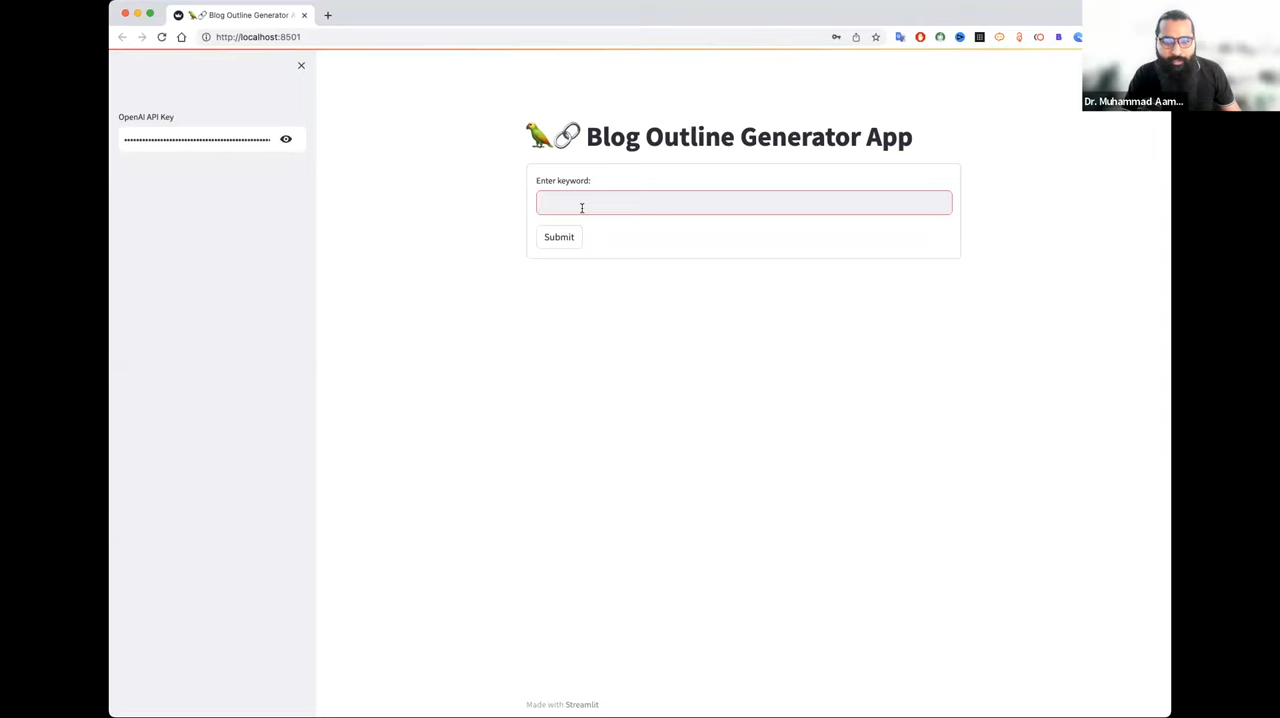 Blog Outline Generator A
http://localhost:8501
Dr. Muhammad Aam...
OpenAI API Key
Blog Outline Generator App
Enter keyword:
Submit
Made with Streamlit